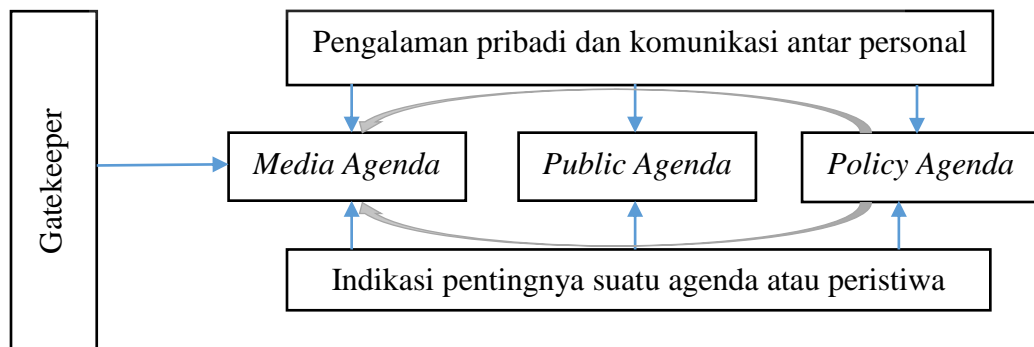 Gatekeeper
Pengalaman pribadi dan komunikasi antar personal
Media Agenda
Public Agenda
Policy Agenda
Indikasi pentingnya suatu agenda atau peristiwa